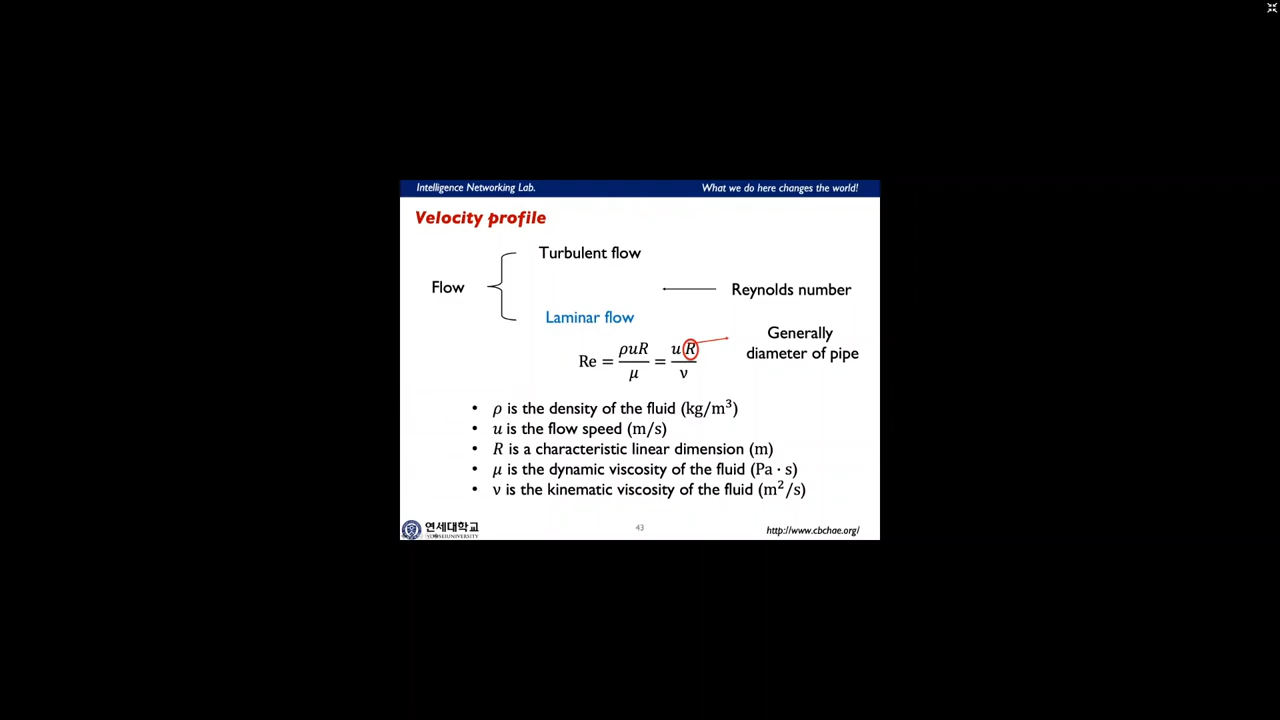 Intelligence Networking Lab.
What we do here changes the world!
Velocity profile
Turbulent flow
Flow
Reynolds number
Laminar flow
Generally
diameter of pipe
Re = ρuR/μ = uR/ν
• ρ is the density of the fluid (kg/m³)
• u is the flow speed (m/s)
• R is a characteristic linear dimension (m)
• μ is the dynamic viscosity of the fluid (Pa · s)
• ν is the kinematic viscosity of the fluid (m²/s)
연세대학교
YONSEI UNIVERSITY
43
http://www.cbchae.org/